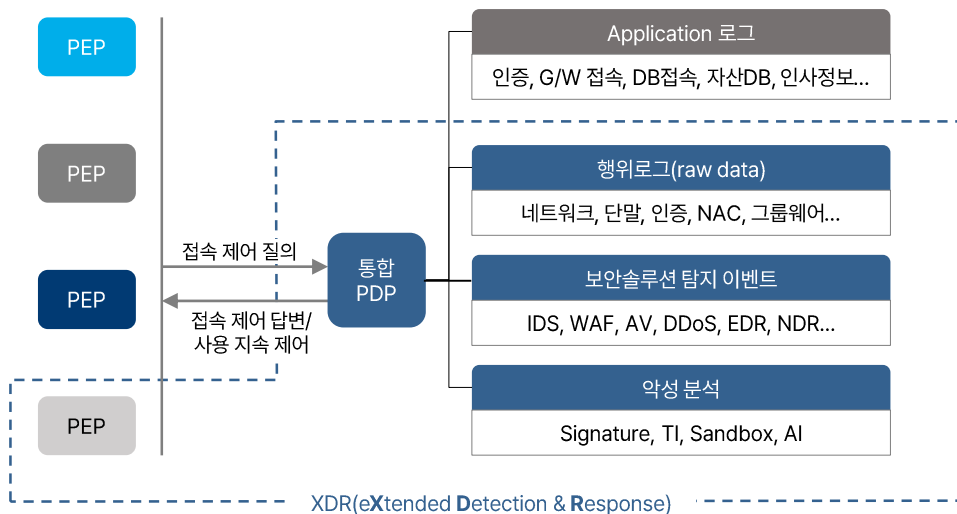 PEP
Application 로그
인증, G/W 접속, DB접속, 자산DB, 인사정보...
PEP
행위로그(raw data)
네트워크, 단말, 인증, NAC, 그룹웨어...
접속 제어 질의
통합
PDP
PEP
접속 제어 답변/
사용 지속 제어
보안솔루션 탐지 이벤트
IDS, WAF, AV, DDoS, EDR, NDR...
PEP
악성 분석
Signature, TI, Sandbox, AI
XDR(eXtended Detection & Response)